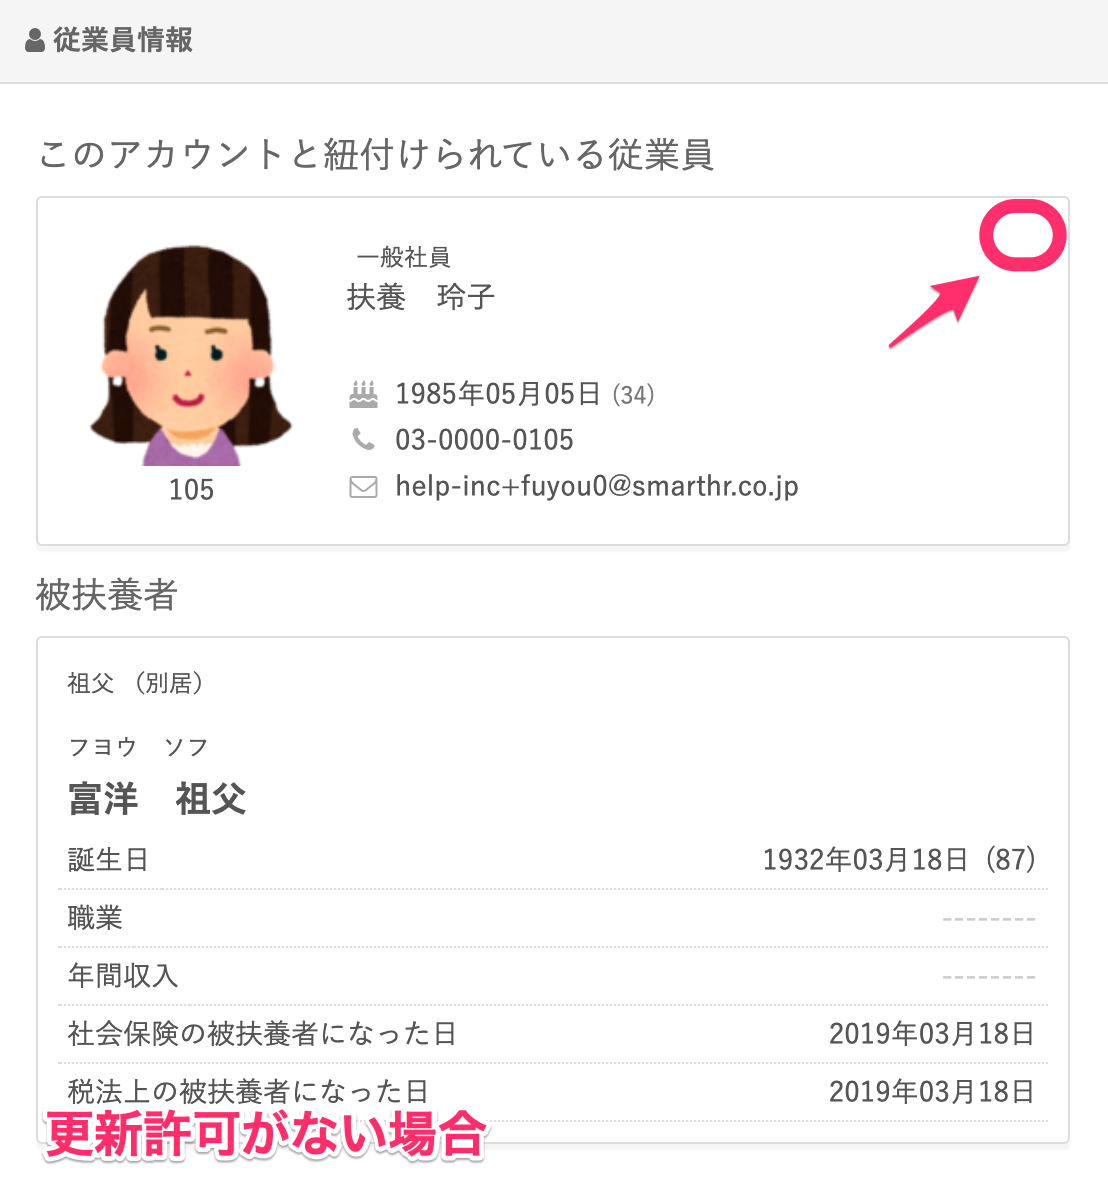 従業員情報
このアカウントと紐付けられている従業員
一般社員
扶養　玲子
1985年05月05日 (34)
03-0000-0105
help-inc+fuyou0@smarthr.co.jp
105
被扶養者
祖父 （別居）
フヨウ　ソフ
富洋　祖父
誕生日 1932年03月18日（87）
職業 --------
年間収入 --------
社会保険の被扶養者になった日 2019年03月18日
税法上の被扶養者になった日 2019年03月18日
更新許可がない場合